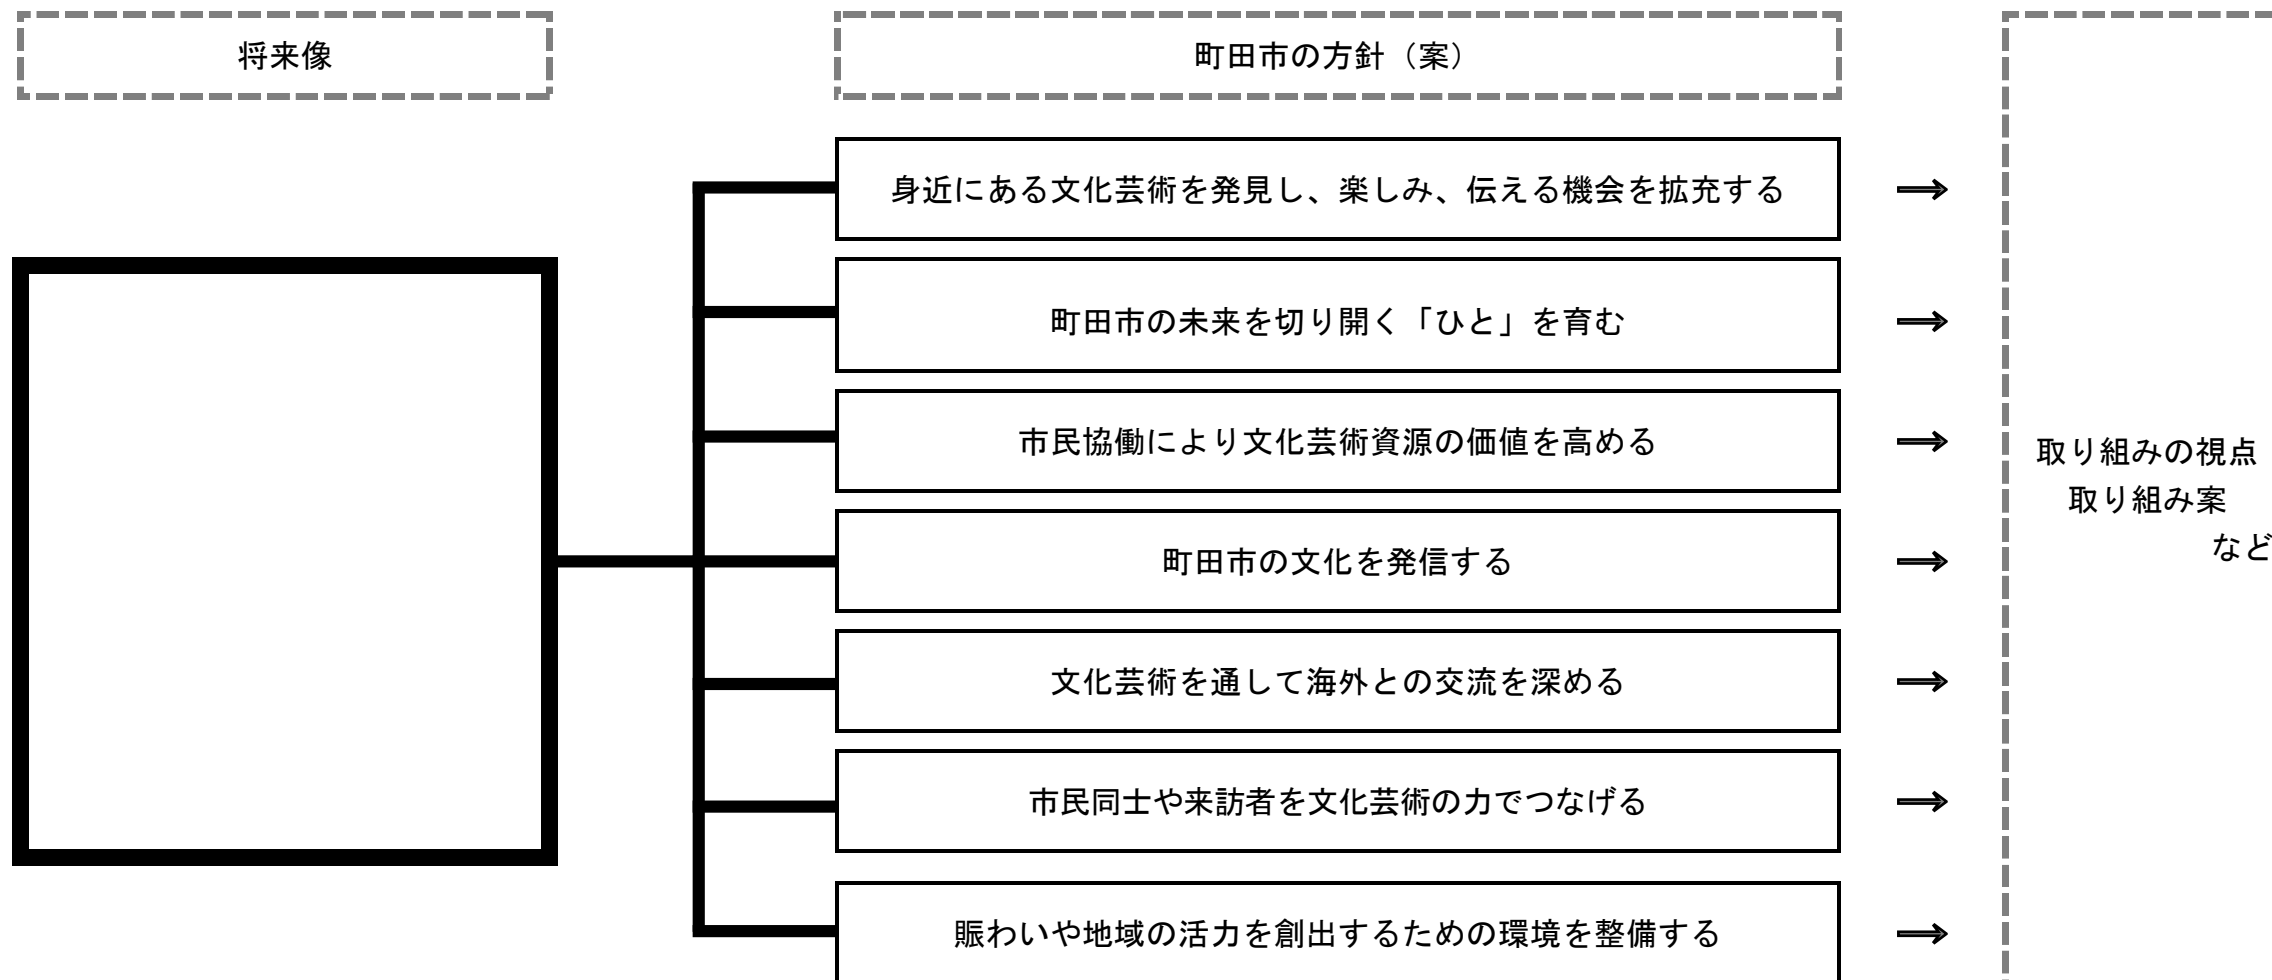 将来像
町田市の方針（案）
身近にある文化芸術を発見し、楽しみ、伝える機会を拡充する
町田市の未来を切り開く「ひと」を育む
市民協働により文化芸術資源の価値を高める
町田市の文化を発信する
文化芸術を通して海外との交流を深める
市民同士や来訪者を文化芸術の力でつなげる
賑わいや地域の活力を創出するための環境を整備する
取り組みの視点
取り組み案
など